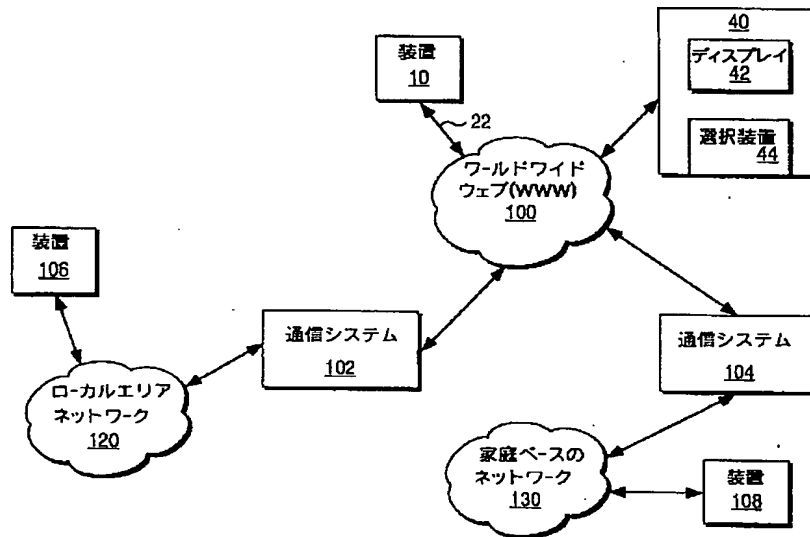 装置
10
22
40
ディスプレイ
42
選択装置
44
ワールドワイド
ウェブ(WWW)
100
装置
106
通信システム
102
通信システム
104
ローカルエリア
ネットワーク
120
家庭ベースの
ネットワーク
130
装置
108